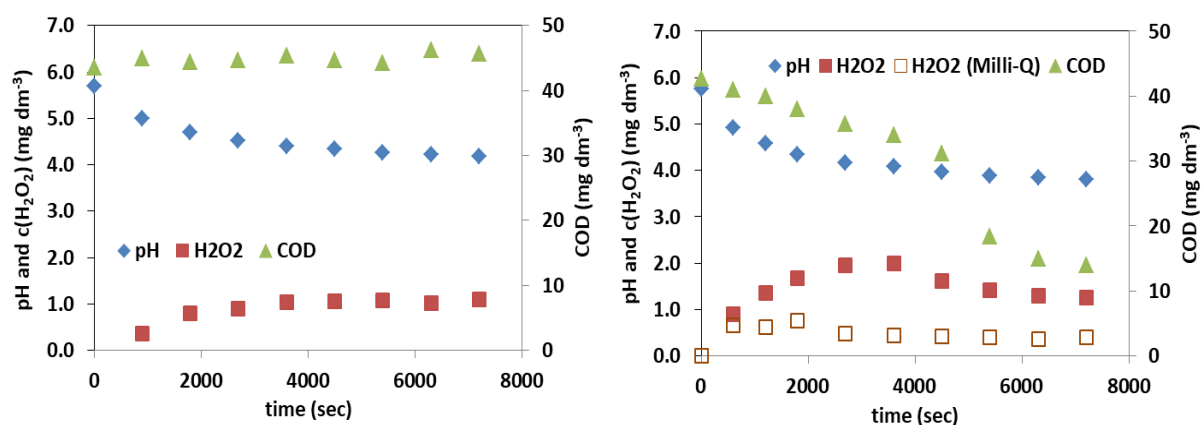 7.0
6.0
5.0
4.0
3.0
2.0
1.0
0.0
pH and c(H₂O₂) (mg dm⁻³)
50
40
30
20
10
0
COD (mg dm⁻³)
pH H2O2 COD
0 2000 4000 6000 8000
time (sec)
7.0
6.0
5.0
4.0
3.0
2.0
1.0
0.0
pH and c(H₂O₂) (mg dm⁻³)
50
40
30
20
10
0
COD (mg dm⁻³)
pH H2O2 H2O2 (Milli-Q) COD
0 2000 4000 6000 8000
time (sec)